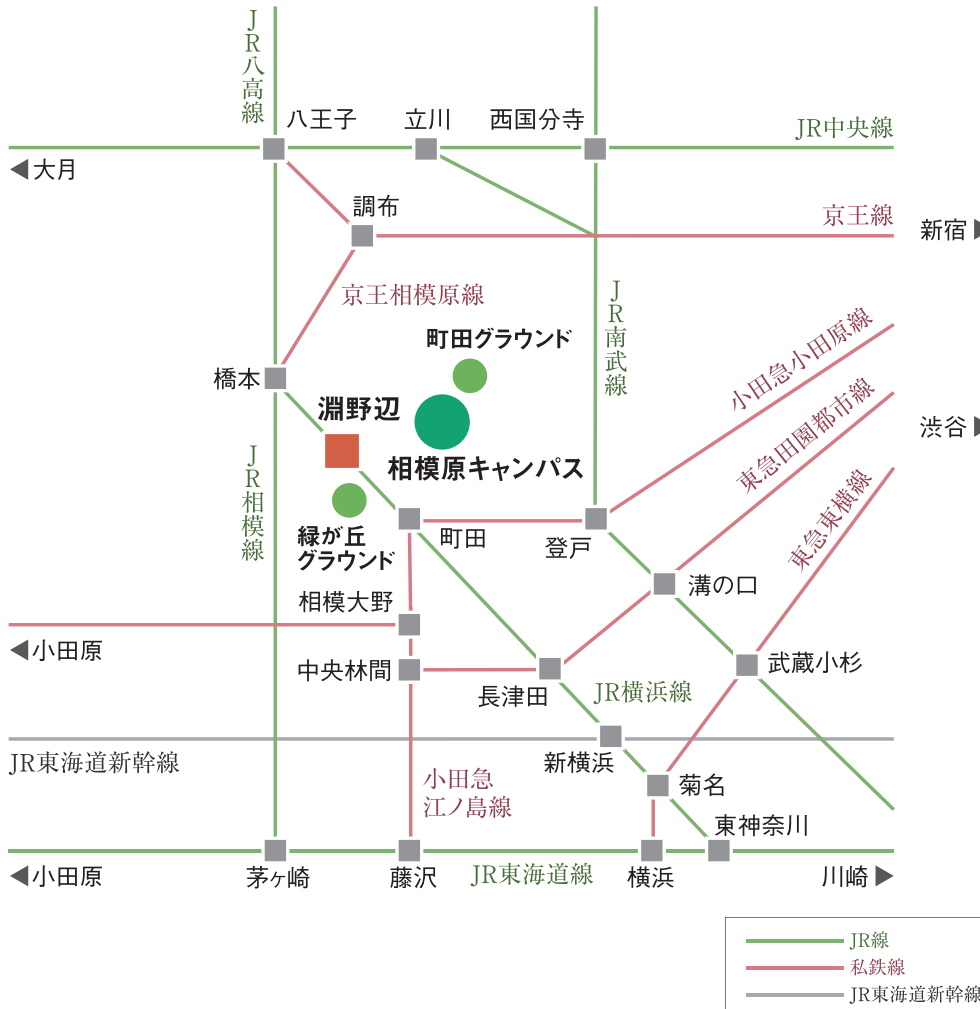 JR八高線
八王子
立川
西国分寺
JR中央線
◀大月
調布
京王線
新宿▶
京王相模原線
JR南武線
町田グラウンド
小田急小田原線
橋本
淵野辺
東急田園都市線
渋谷▶
相模原キャンパス
JR相模線
東急東横線
緑が丘
グラウンド
町田
登戸
溝の口
相模大野
◀小田原
中央林間
武蔵小杉
長津田
JR横浜線
JR東海道新幹線
新横浜
小田急
江ノ島線
菊名
東神奈川
◀小田原
茅ヶ崎
藤沢
JR東海道線
横浜
川崎▶
JR線
私鉄線
JR東海道新幹線